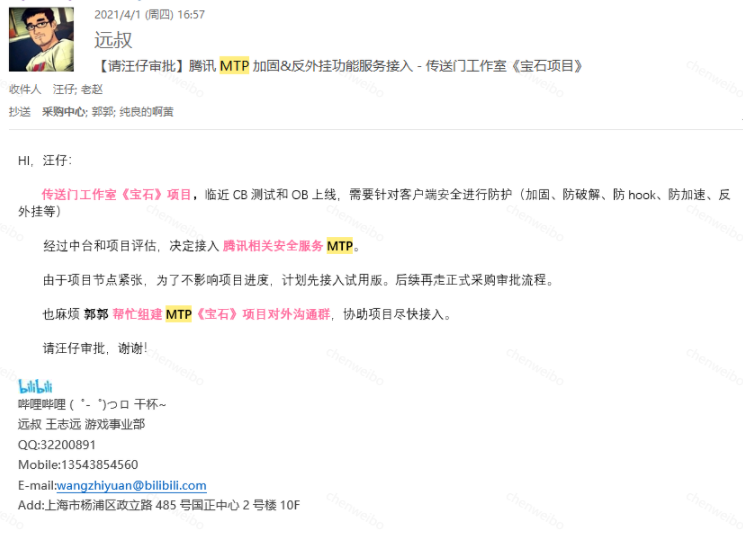 2021/4/1 (周四) 16:57
远叔
【请汪仔审批】腾讯 MTP 加固&反外挂功能服务接入 - 传送门工作室《宝石项目》
收件人 汪仔; 老赵
抄送 采购中心; 郭郭; 纯良的啊黄
HI, 汪仔:
传送门工作室《宝石》项目，临近 CB 测试和 OB 上线，需要针对客户端安全进行防护（加固、防破解、防 hook、防加速、反
外挂等）
经过中台和项目评估，决定接入 腾讯相关安全服务 MTP。
由于项目节点紧张，为了不影响项目进度，计划先接入试用版。后续再走正式采购审批流程。
也麻烦 郭郭 帮忙组建 MTP《宝石》项目对外沟通群，协助项目尽快接入。
请汪仔审批，谢谢!
bilibili
哔哩哔哩 ( ゜- ゜)つロ 干杯~
远叔 王志远 游戏事业部
QQ:32200891
Mobile:13543854560
E-mail:wangzhiyuan@bilibili.com
Add:上海市杨浦区政立路 485 号国正中心 2 号楼 10F
chenweibo